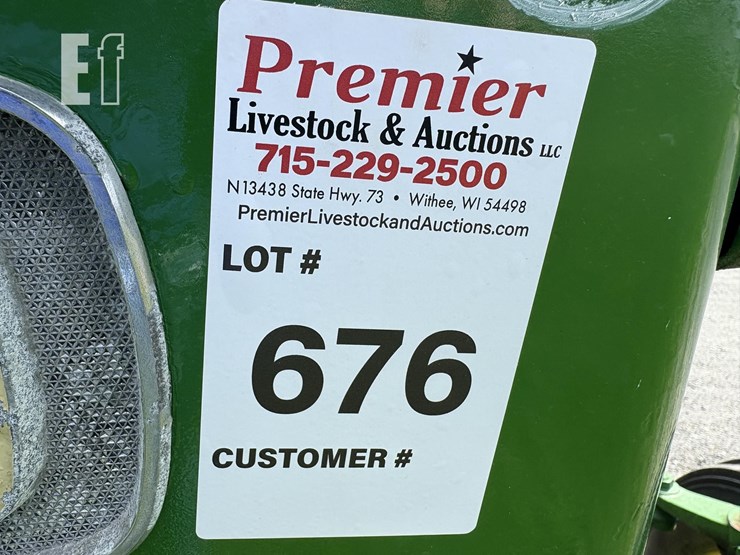 Ef
Premier
Livestock & Auctions LLC
715-229-2500
N13438 State Hwy. 73 • Withee, WI 54498
PremierLivestockandAuctions.com
LOT #
676
CUSTOMER #